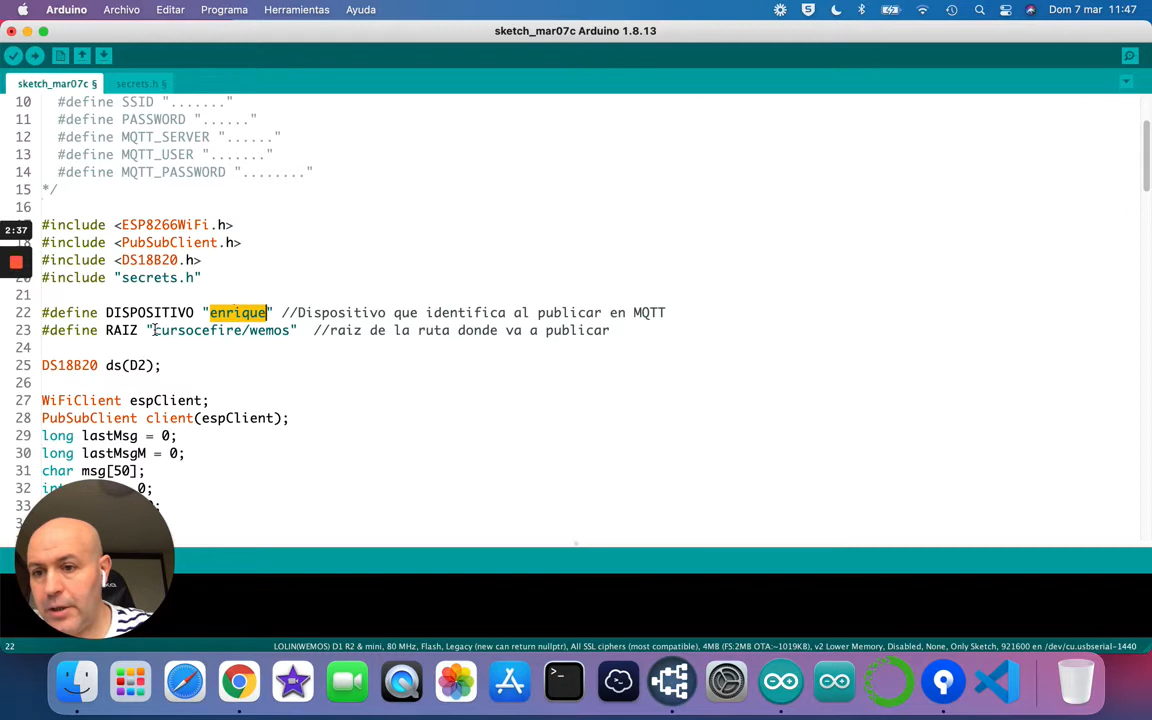 Arduino Archivo Editar Programa Herramientas Ayuda Dom 7 mar 11:47
sketch_mar07c Arduino 1.8.13
sketch_mar07c § secrets.h §
10 #define SSID "......."
11 #define PASSWORD "......"
12 #define MQTT_SERVER "......"
13 #define MQTT_USER "......."
14 #define MQTT_PASSWORD "........"
15 */
16
#include <ESP8266WiFi.h>
2:37
18 #include <PubSubClient.h>
19 #include <DS18B20.h>
20 #include "secrets.h"
21
22 #define DISPOSITIVO "enrique" //Dispositivo que identifica al publicar en MQTT
23 #define RAIZ "cursocefire/wemos" //raiz de la ruta donde va a publicar
24
25 DS18B20 ds(D2);
26
27 WiFiClient espClient;
28 PubSubClient client(espClient);
29 long lastMsg = 0;
30 long lastMsgM = 0;
31 char msg[50];
32 int = 0;
33
22 LOLIN(WEMOS) D1 R2 & mini, 80 MHz, Flash, Legacy (new can return nullptr), All SSL ciphers (most compatible), 4MB (FS:2MB OTA:~1019KB), v2 Lower Memory, Disabled, None, Only Sketch, 921600 en /dev/cu.usbserial-1440